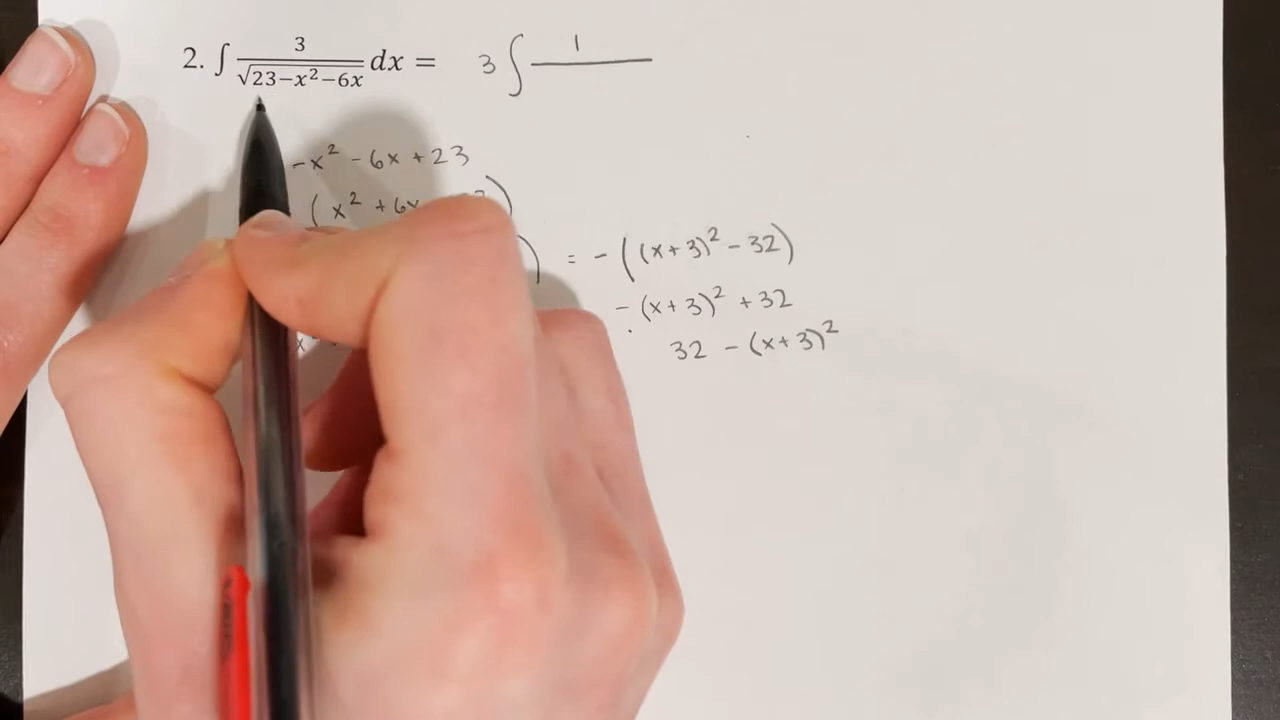 2. ∫ 3/√(23−x²−6x) dx = 3 ∫ 1
-x² - 6x + 23
(x² + 6x )
) = - ((x+3)² - 32)
- (x+3)² + 32
x
32 - (x+3)²